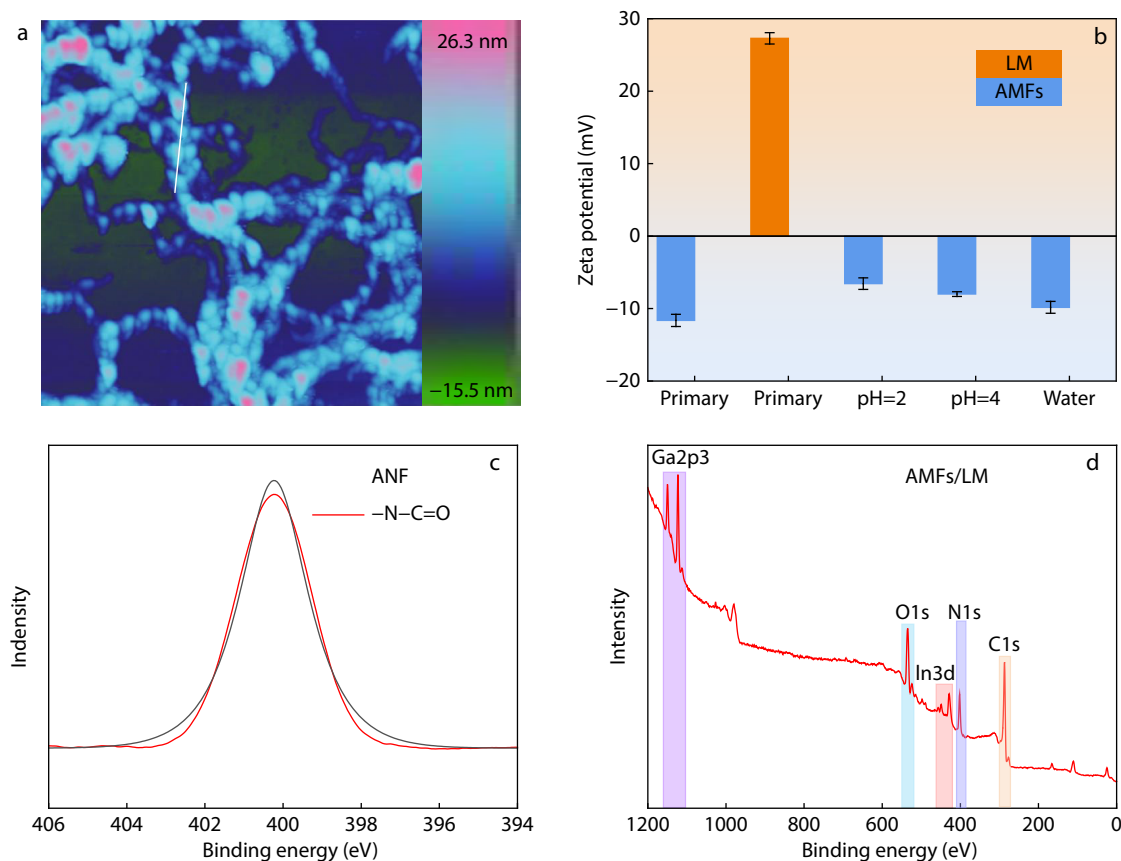 a
26.3 nm
−15.5 nm
b
LM
AMFs
Zeta potential (mV)
30
20
10
0
−10
−20
Primary
Primary
pH=2
pH=4
Water
c
ANF
−N−C=O
Indensity
406
404
402
400
398
394
Binding energy (eV)
d
AMFs/LM
Ga2p3
O1s
N1s
In3d
C1s
Intensity
1200
1000
800
600
400
200
0
Binding energy (eV)